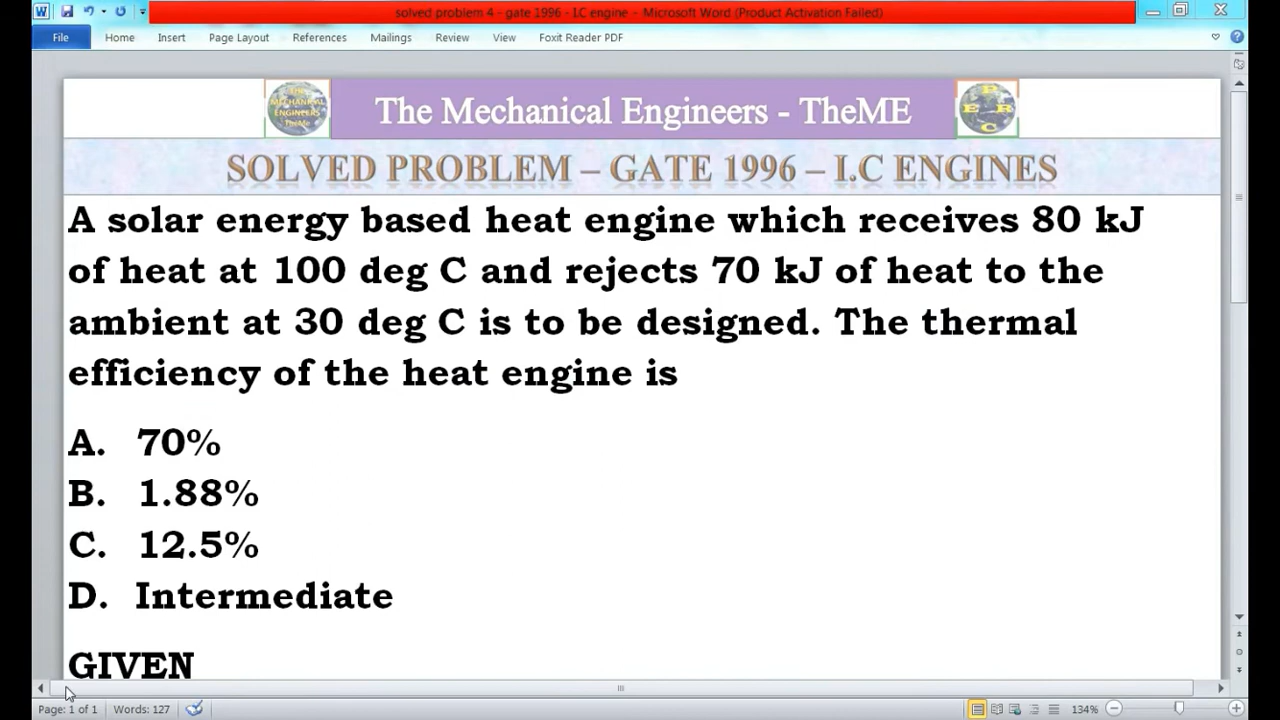 solved problem 4 - gate 1996 - I.C engine - Microsoft Word (Product Activation Failed)
File Home Insert Page Layout References Mailings Review View Foxit Reader PDF
THE MECHANICAL ENGINEERS TheMe
The Mechanical Engineers - TheME
P E R C
SOLVED PROBLEM – GATE 1996 – I.C ENGINES
A solar energy based heat engine which receives 80 kJ
of heat at 100 deg C and rejects 70 kJ of heat to the
ambient at 30 deg C is to be designed. The thermal
efficiency of the heat engine is
A. 70%
B. 1.88%
C. 12.5%
D. Intermediate
GIVEN
Page: 1 of 1 Words: 127 134%